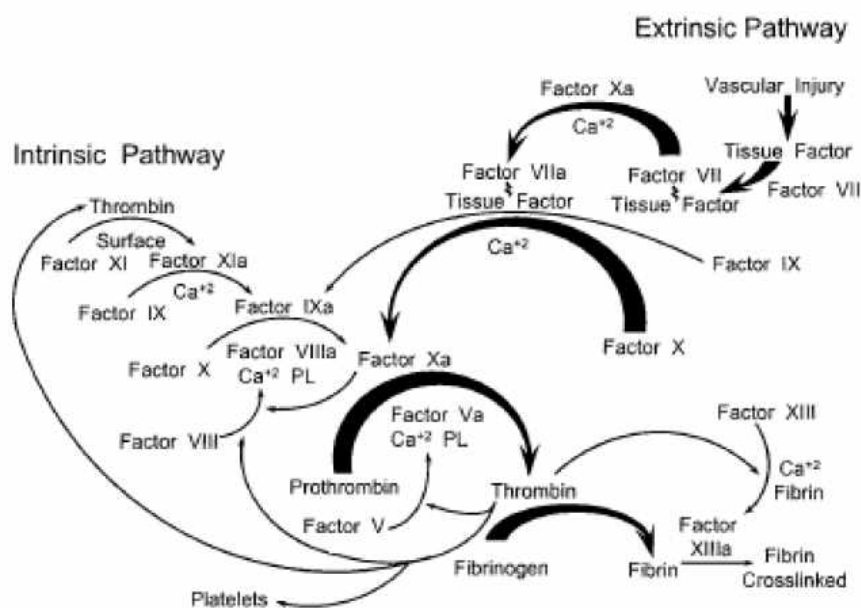 Extrinsic Pathway
Factor Xa
Vascular Injury
Ca+2
Intrinsic Pathway
Tissue Factor
Factor VIIa
Factor VII
Factor VII
Thrombin
Tissue Factor
Tissue Factor
Surface
Ca+2
Factor XI
Factor XIa
Factor IX
Ca+2
Factor IX
Factor IXa
Factor X
Factor VIIIa
Factor Xa
Factor X
Ca+2 PL
Factor Va
Factor XIII
Factor VIII
Ca+2 PL
Ca+2
Prothrombin
Thrombin
Fibrin
Factor V
Factor
XIIIa
Fibrinogen
Fibrin
Fibrin
Crosslinked
Platelets